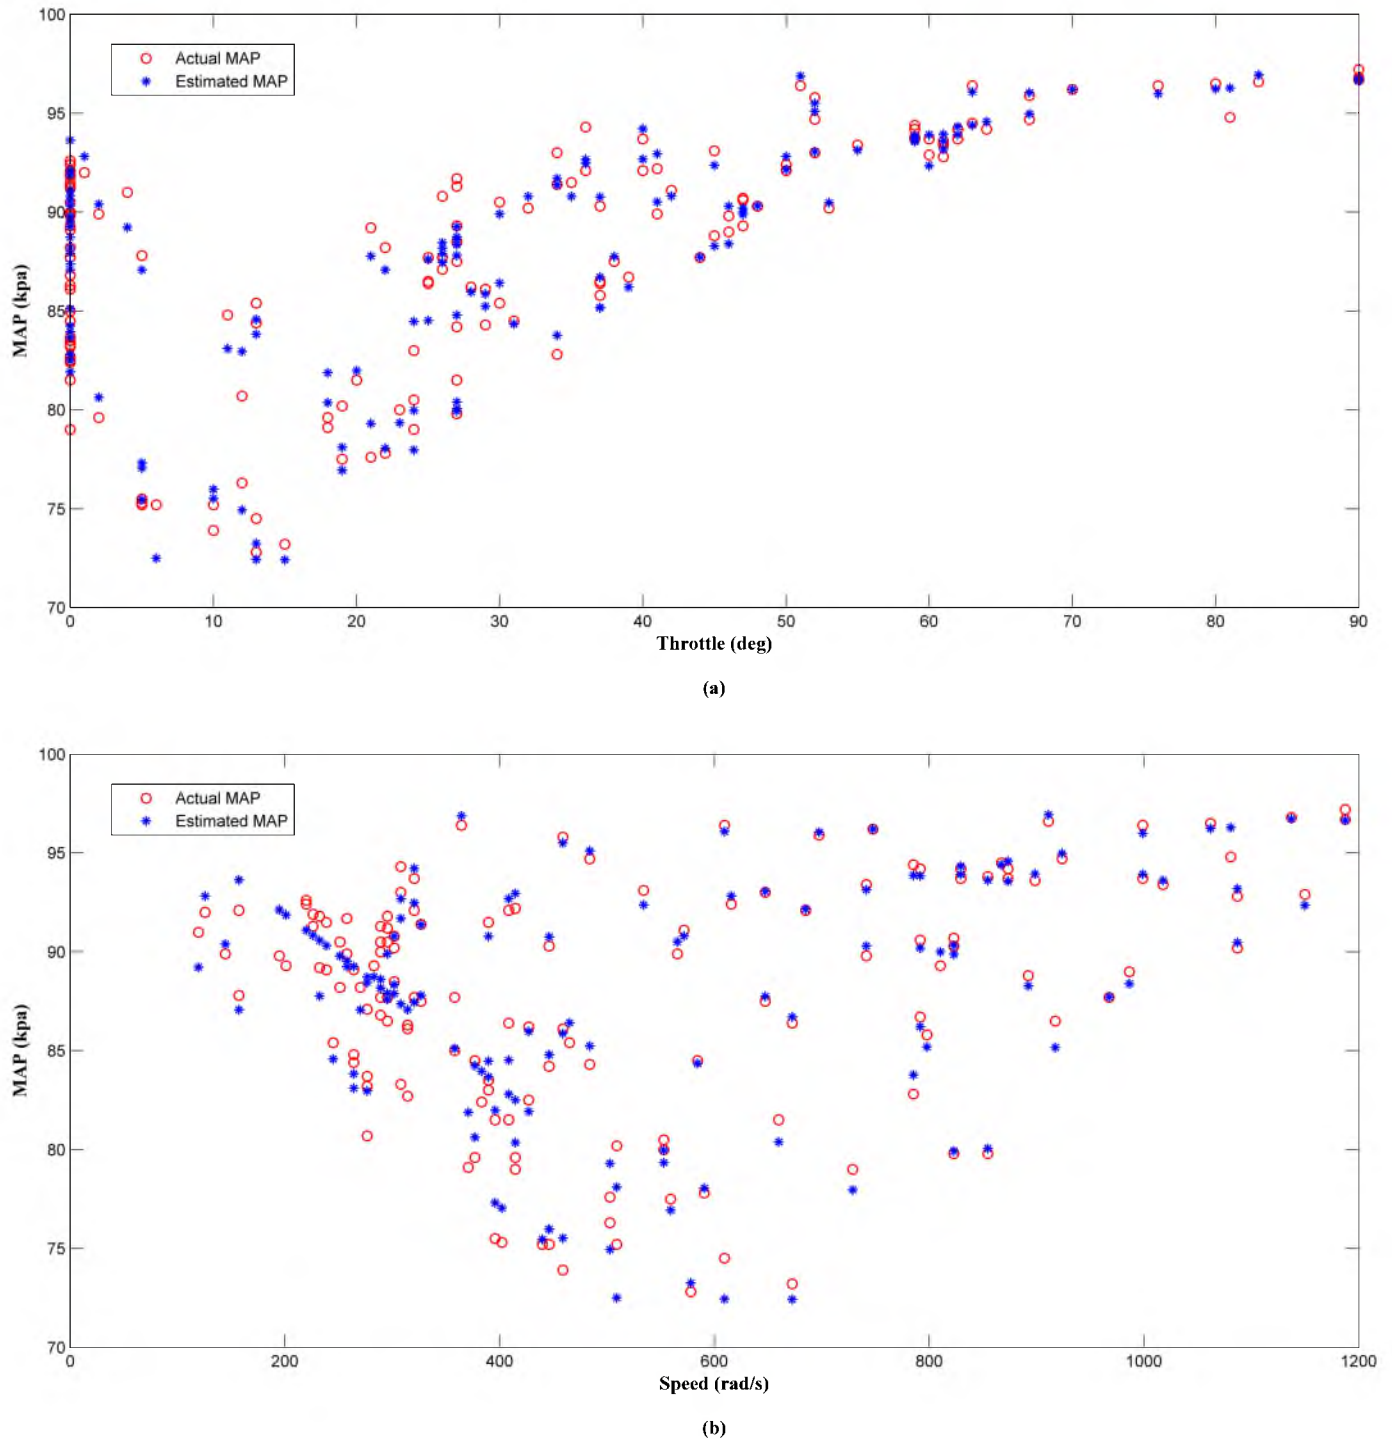 100
95
90
85
80
75
70
MAP (kpa)
Actual MAP
Estimated MAP
0 10 20 30 40 50 60 70 80 90
Throttle (deg)
(a)
100
95
90
85
80
75
70
MAP (kpa)
Actual MAP
Estimated MAP
0 200 400 600 800 1000 1200
Speed (rad/s)
(b)